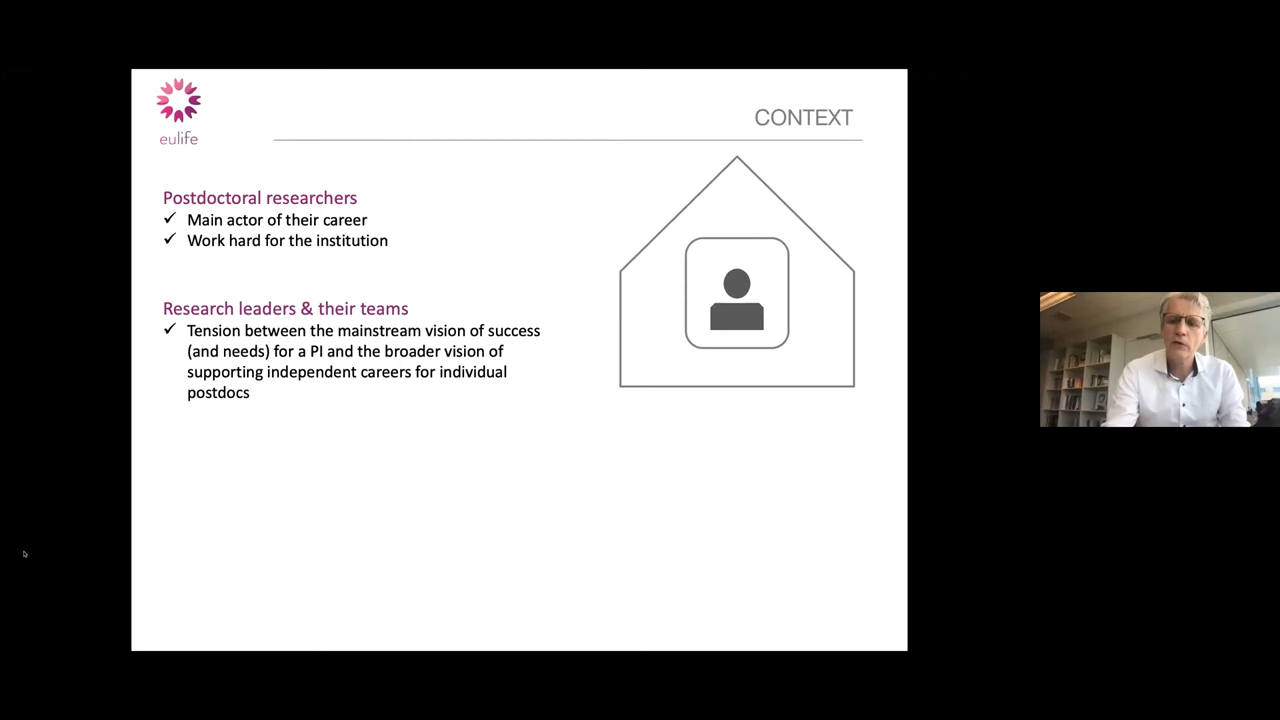 eulife
CONTEXT
Postdoctoral researchers
✓ Main actor of their career
✓ Work hard for the institution
Research leaders & their teams
✓ Tension between the mainstream vision of success
(and needs) for a PI and the broader vision of
supporting independent careers for individual
postdocs